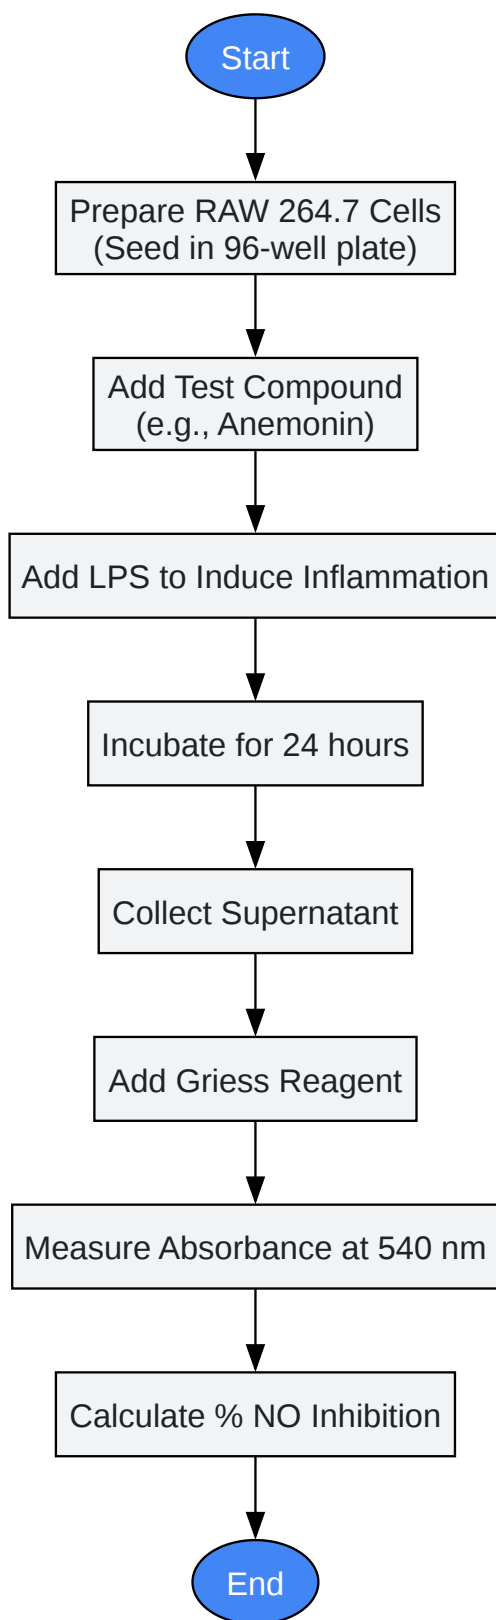 Start
Prepare RAW 264.7 Cells
(Seed in 96-well plate)
Add Test Compound
(e.g., Anemonin)
Add LPS to Induce Inflammation
Incubate for 24 hours
Collect Supernatant
Add Griess Reagent
Measure Absorbance at 540 nm
Calculate % NO Inhibition
End